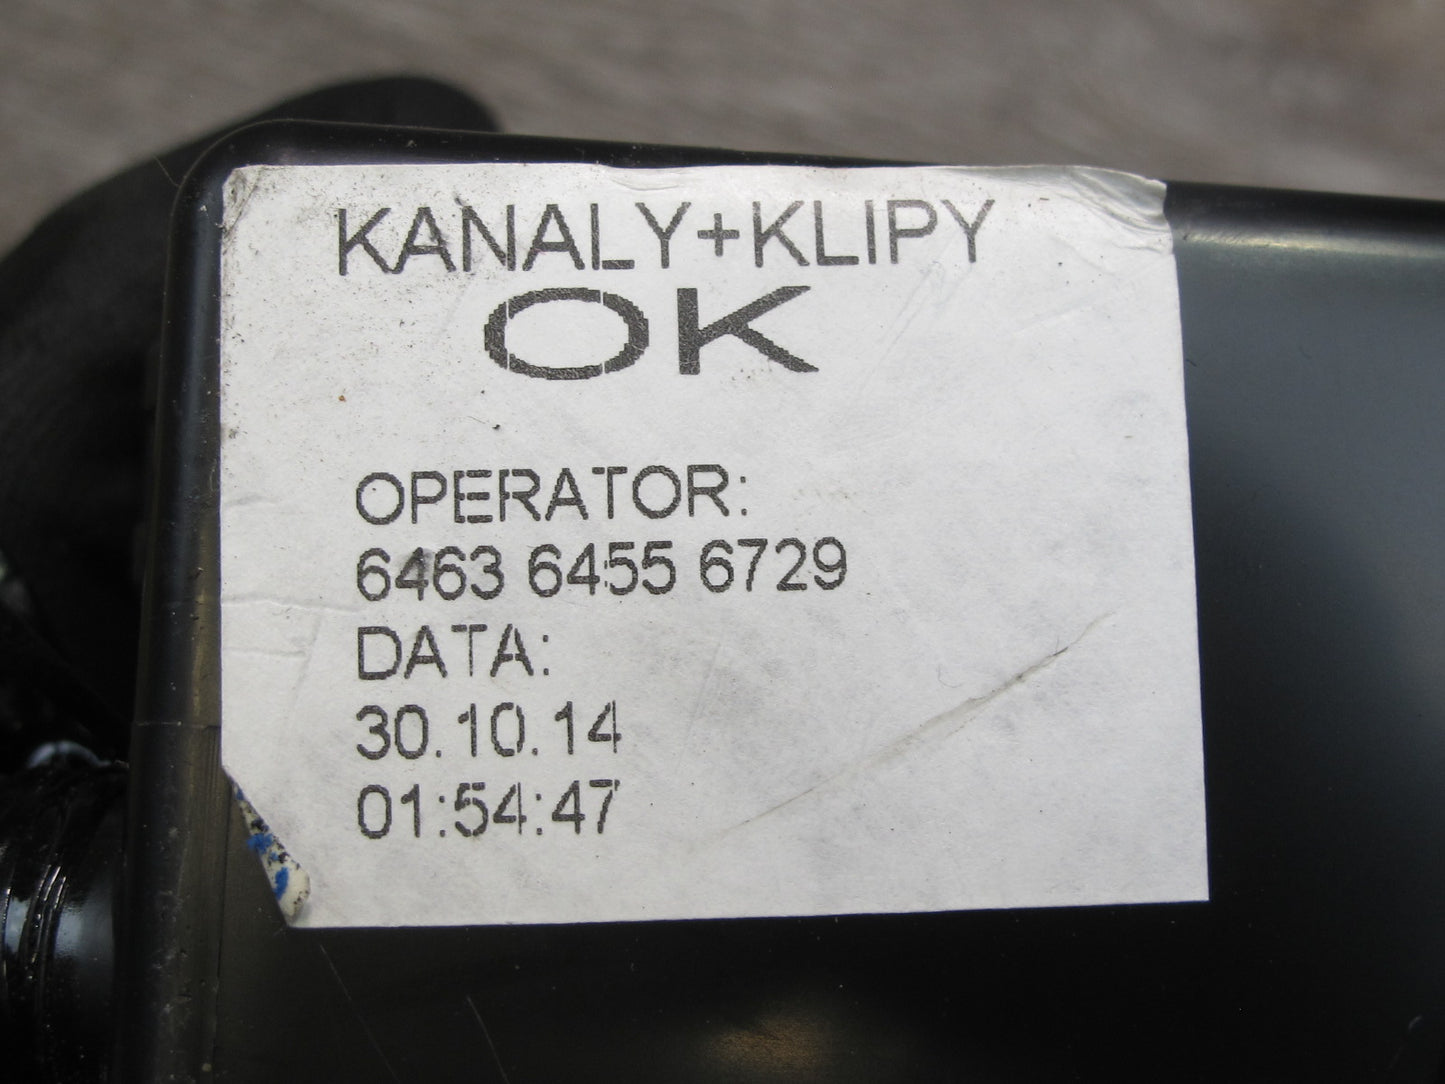 KANALY+KLIPY
OK
OPERATOR:
6463 6455 6729
DATA:
30.10.14
01:54:47